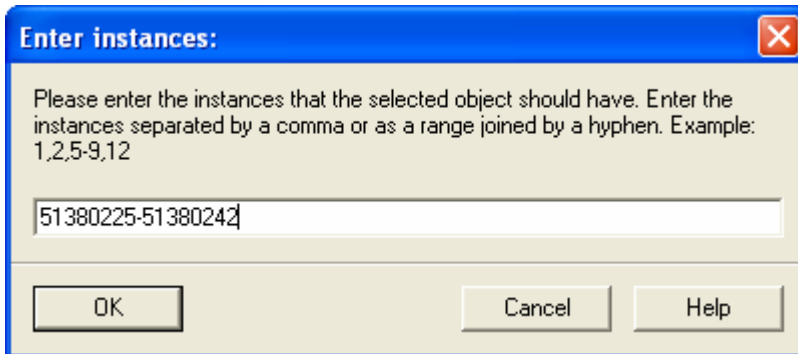 Enter instances:
Please enter the instances that the selected object should have. Enter the
instances separated by a comma or as a range joined by a hyphen. Example:
1,2,5-9,12
51380225-51380242
OK Cancel Help